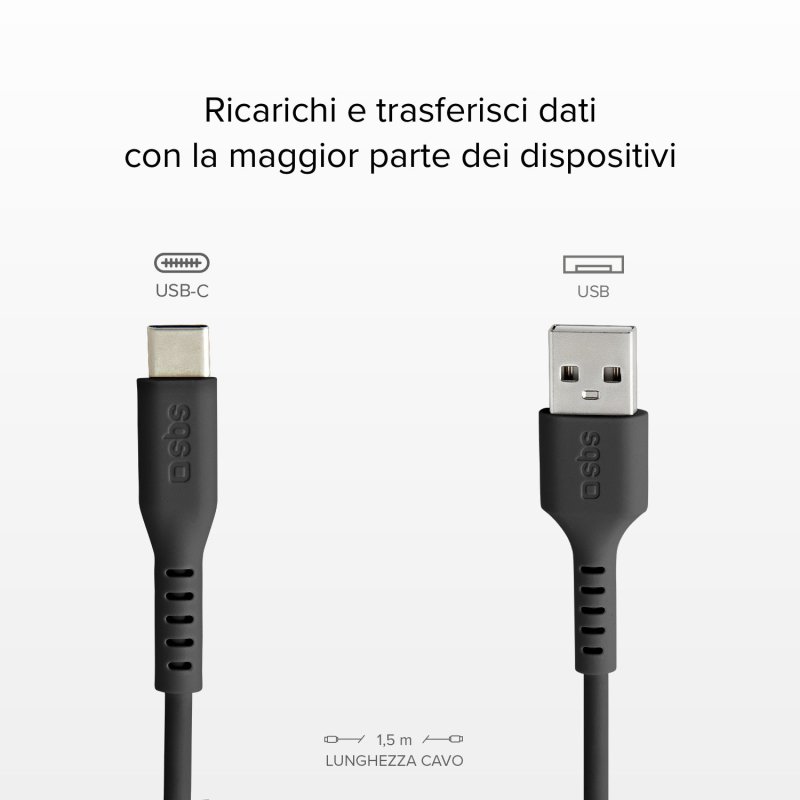 Ricarichi e trasferisci dati
con la maggior parte dei dispositivi
USB-C
USB
sbs
sbs
1,5 m
LUNGHEZZA CAVO